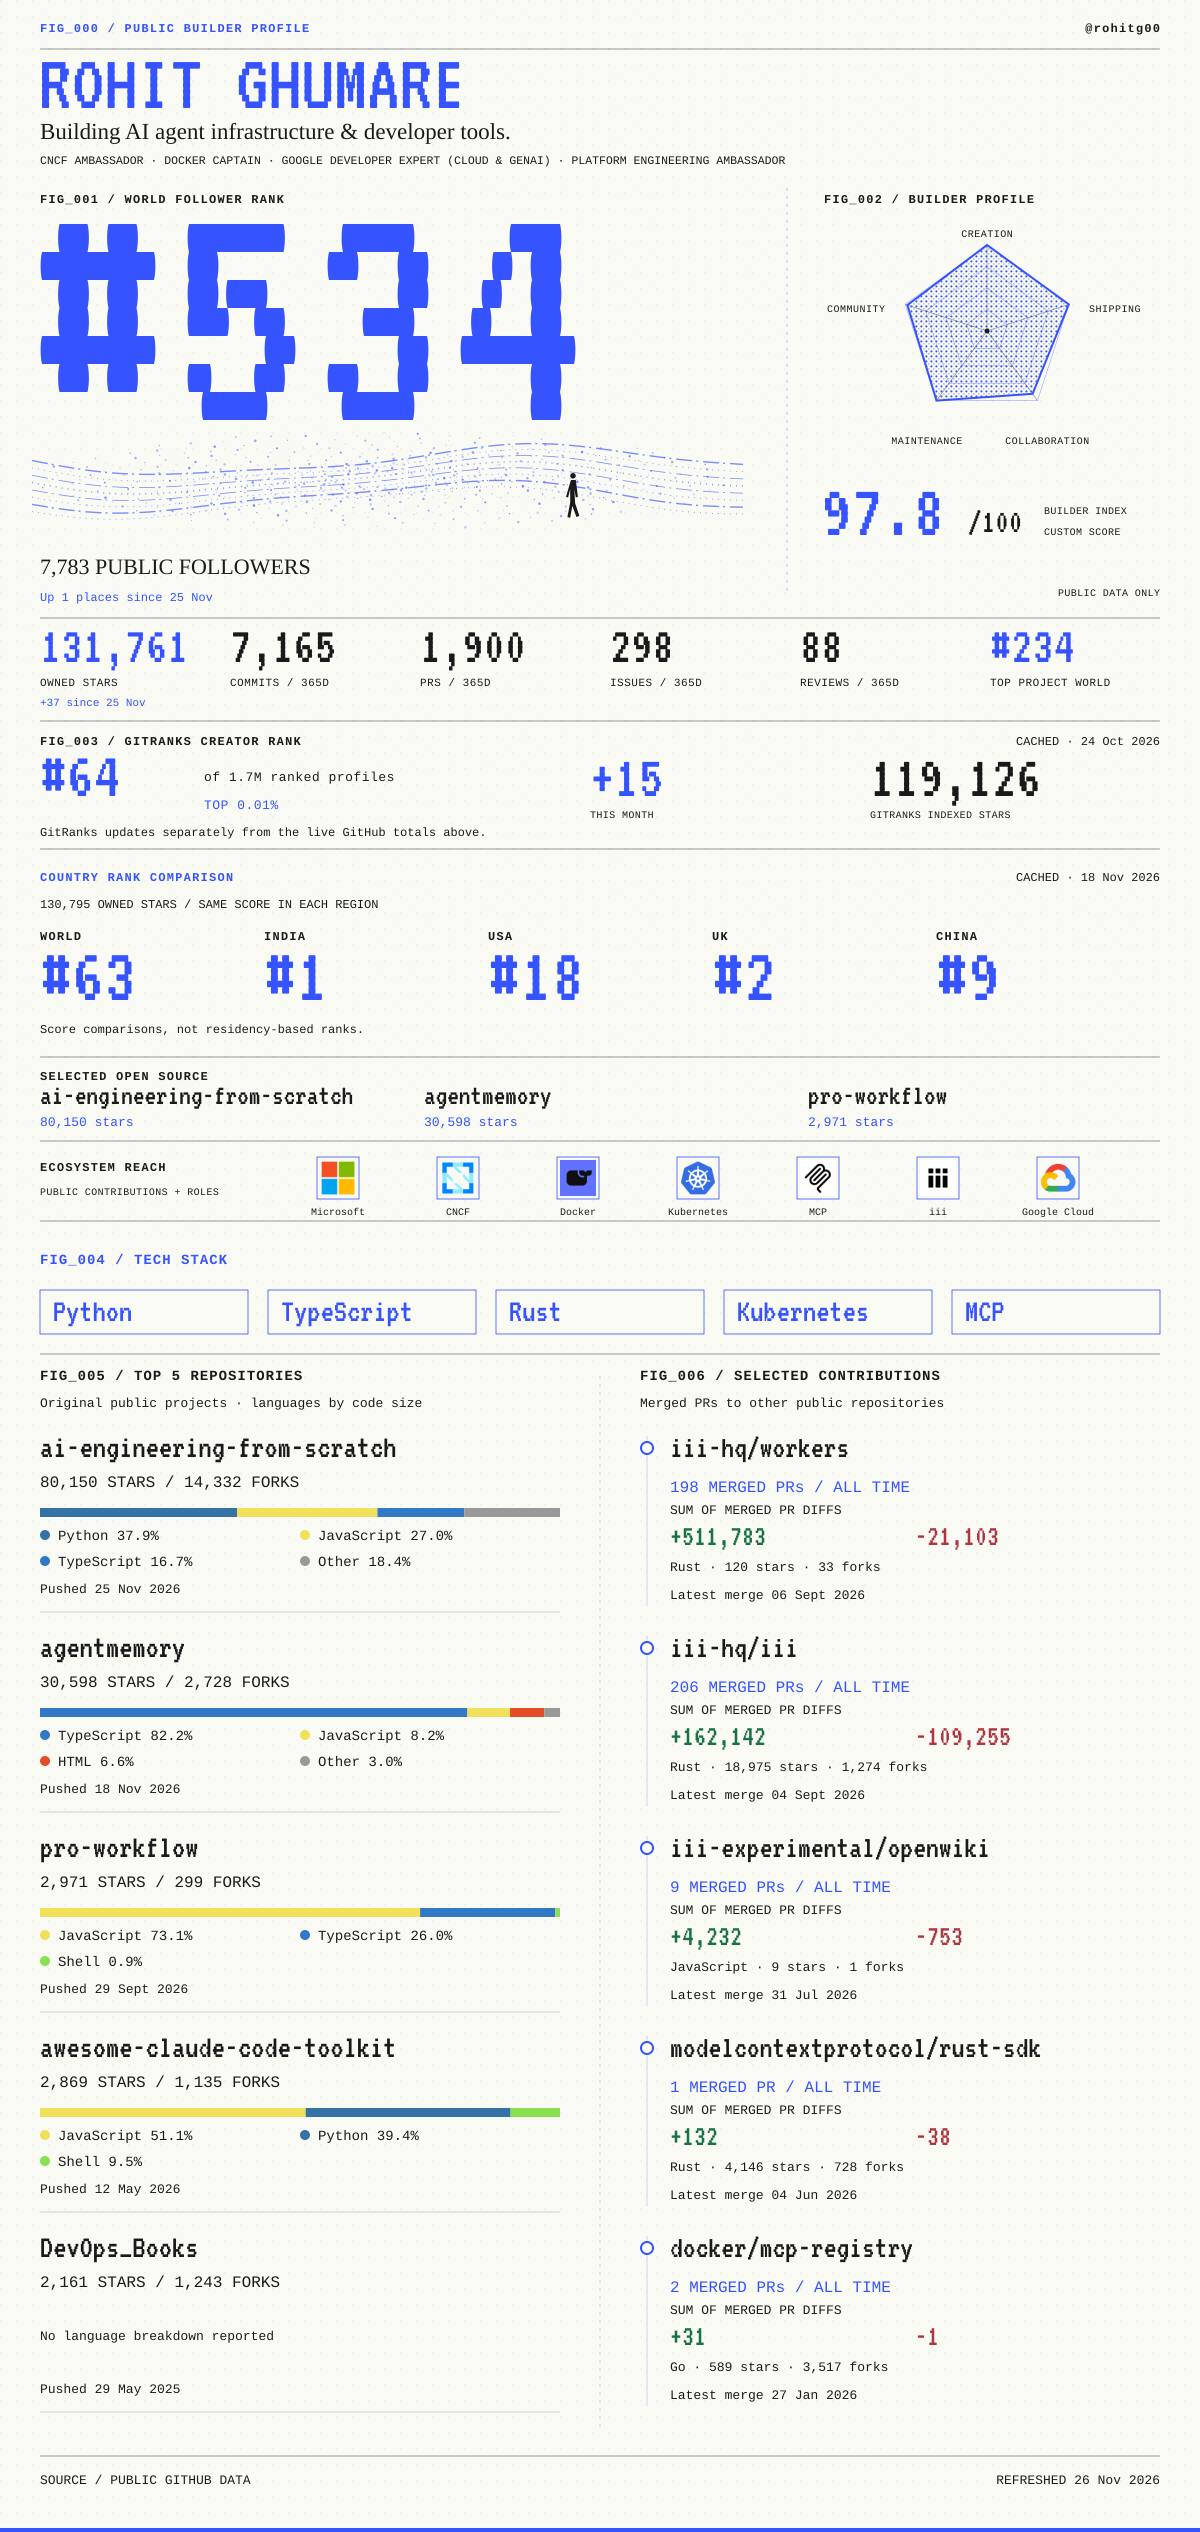 FIG_000 / PUBLIC BUILDER PROFILE
@rohitg00
ROHIT GHUMARE
Building AI agent infrastructure & developer tools.
CNCF AMBASSADOR · DOCKER CAPTAIN · GOOGLE DEVELOPER EXPERT (CLOUD & GENAI) · PLATFORM ENGINEERING AMBASSADOR
FIG_001 / WORLD FOLLOWER RANK
#534
7,783 PUBLIC FOLLOWERS
Up 1 places since 25 Nov
FIG_002 / BUILDER PROFILE
CREATION
COMMUNITY
SHIPPING
MAINTENANCE
COLLABORATION
97.8 /100
BUILDER INDEX
CUSTOM SCORE
PUBLIC DATA ONLY
131,761
OWNED STARS
+37 since 25 Nov
7,165
COMMITS / 365D
1,900
PRS / 365D
298
ISSUES / 365D
88
REVIEWS / 365D
#234
TOP PROJECT WORLD
FIG_003 / GITRANKS CREATOR RANK
CACHED · 24 Oct 2026
#64
of 1.7M ranked profiles
TOP 0.01%
+15
THIS MONTH
119,126
GITRANKS INDEXED STARS
GitRanks updates separately from the live GitHub totals above.
COUNTRY RANK COMPARISON
CACHED · 18 Nov 2026
130,795 OWNED STARS / SAME SCORE IN EACH REGION
WORLD
#63
INDIA
#1
USA
#18
UK
#2
CHINA
#9
Score comparisons, not residency-based ranks.
SELECTED OPEN SOURCE
ai-engineering-from-scratch
80,150 stars
agentmemory
30,598 stars
pro-workflow
2,971 stars
ECOSYSTEM REACH
PUBLIC CONTRIBUTIONS + ROLES
Microsoft
CNCF
Docker
Kubernetes
MCP
iii
Google Cloud
FIG_004 / TECH STACK
Python
TypeScript
Rust
Kubernetes
MCP
FIG_005 / TOP 5 REPOSITORIES
Original public projects · languages by code size
ai-engineering-from-scratch
80,150 STARS / 14,332 FORKS
Python 37.9%
JavaScript 27.0%
TypeScript 16.7%
Other 18.4%
Pushed 25 Nov 2026
agentmemory
30,598 STARS / 2,728 FORKS
TypeScript 82.2%
JavaScript 8.2%
HTML 6.6%
Other 3.0%
Pushed 18 Nov 2026
pro-workflow
2,971 STARS / 299 FORKS
JavaScript 73.1%
TypeScript 26.0%
Shell 0.9%
Pushed 29 Sept 2026
awesome-claude-code-toolkit
2,869 STARS / 1,135 FORKS
JavaScript 51.1%
Python 39.4%
Shell 9.5%
Pushed 12 May 2026
DevOps_Books
2,161 STARS / 1,243 FORKS
No language breakdown reported
Pushed 29 May 2025
FIG_006 / SELECTED CONTRIBUTIONS
Merged PRs to other public repositories
iii-hq/workers
198 MERGED PRs / ALL TIME
SUM OF MERGED PR DIFFS
+511,783
-21,103
Rust · 120 stars · 33 forks
Latest merge 06 Sept 2026
iii-hq/iii
206 MERGED PRs / ALL TIME
SUM OF MERGED PR DIFFS
+162,142
-109,255
Rust · 18,975 stars · 1,274 forks
Latest merge 04 Sept 2026
iii-experimental/openwiki
9 MERGED PRs / ALL TIME
SUM OF MERGED PR DIFFS
+4,232
-753
JavaScript · 9 stars · 1 forks
Latest merge 31 Jul 2026
modelcontextprotocol/rust-sdk
1 MERGED PR / ALL TIME
SUM OF MERGED PR DIFFS
+132
-38
Rust · 4,146 stars · 728 forks
Latest merge 04 Jun 2026
docker/mcp-registry
2 MERGED PRs / ALL TIME
SUM OF MERGED PR DIFFS
+31
-1
Go · 589 stars · 3,517 forks
Latest merge 27 Jan 2026
SOURCE / PUBLIC GITHUB DATA
REFRESHED 26 Nov 2026